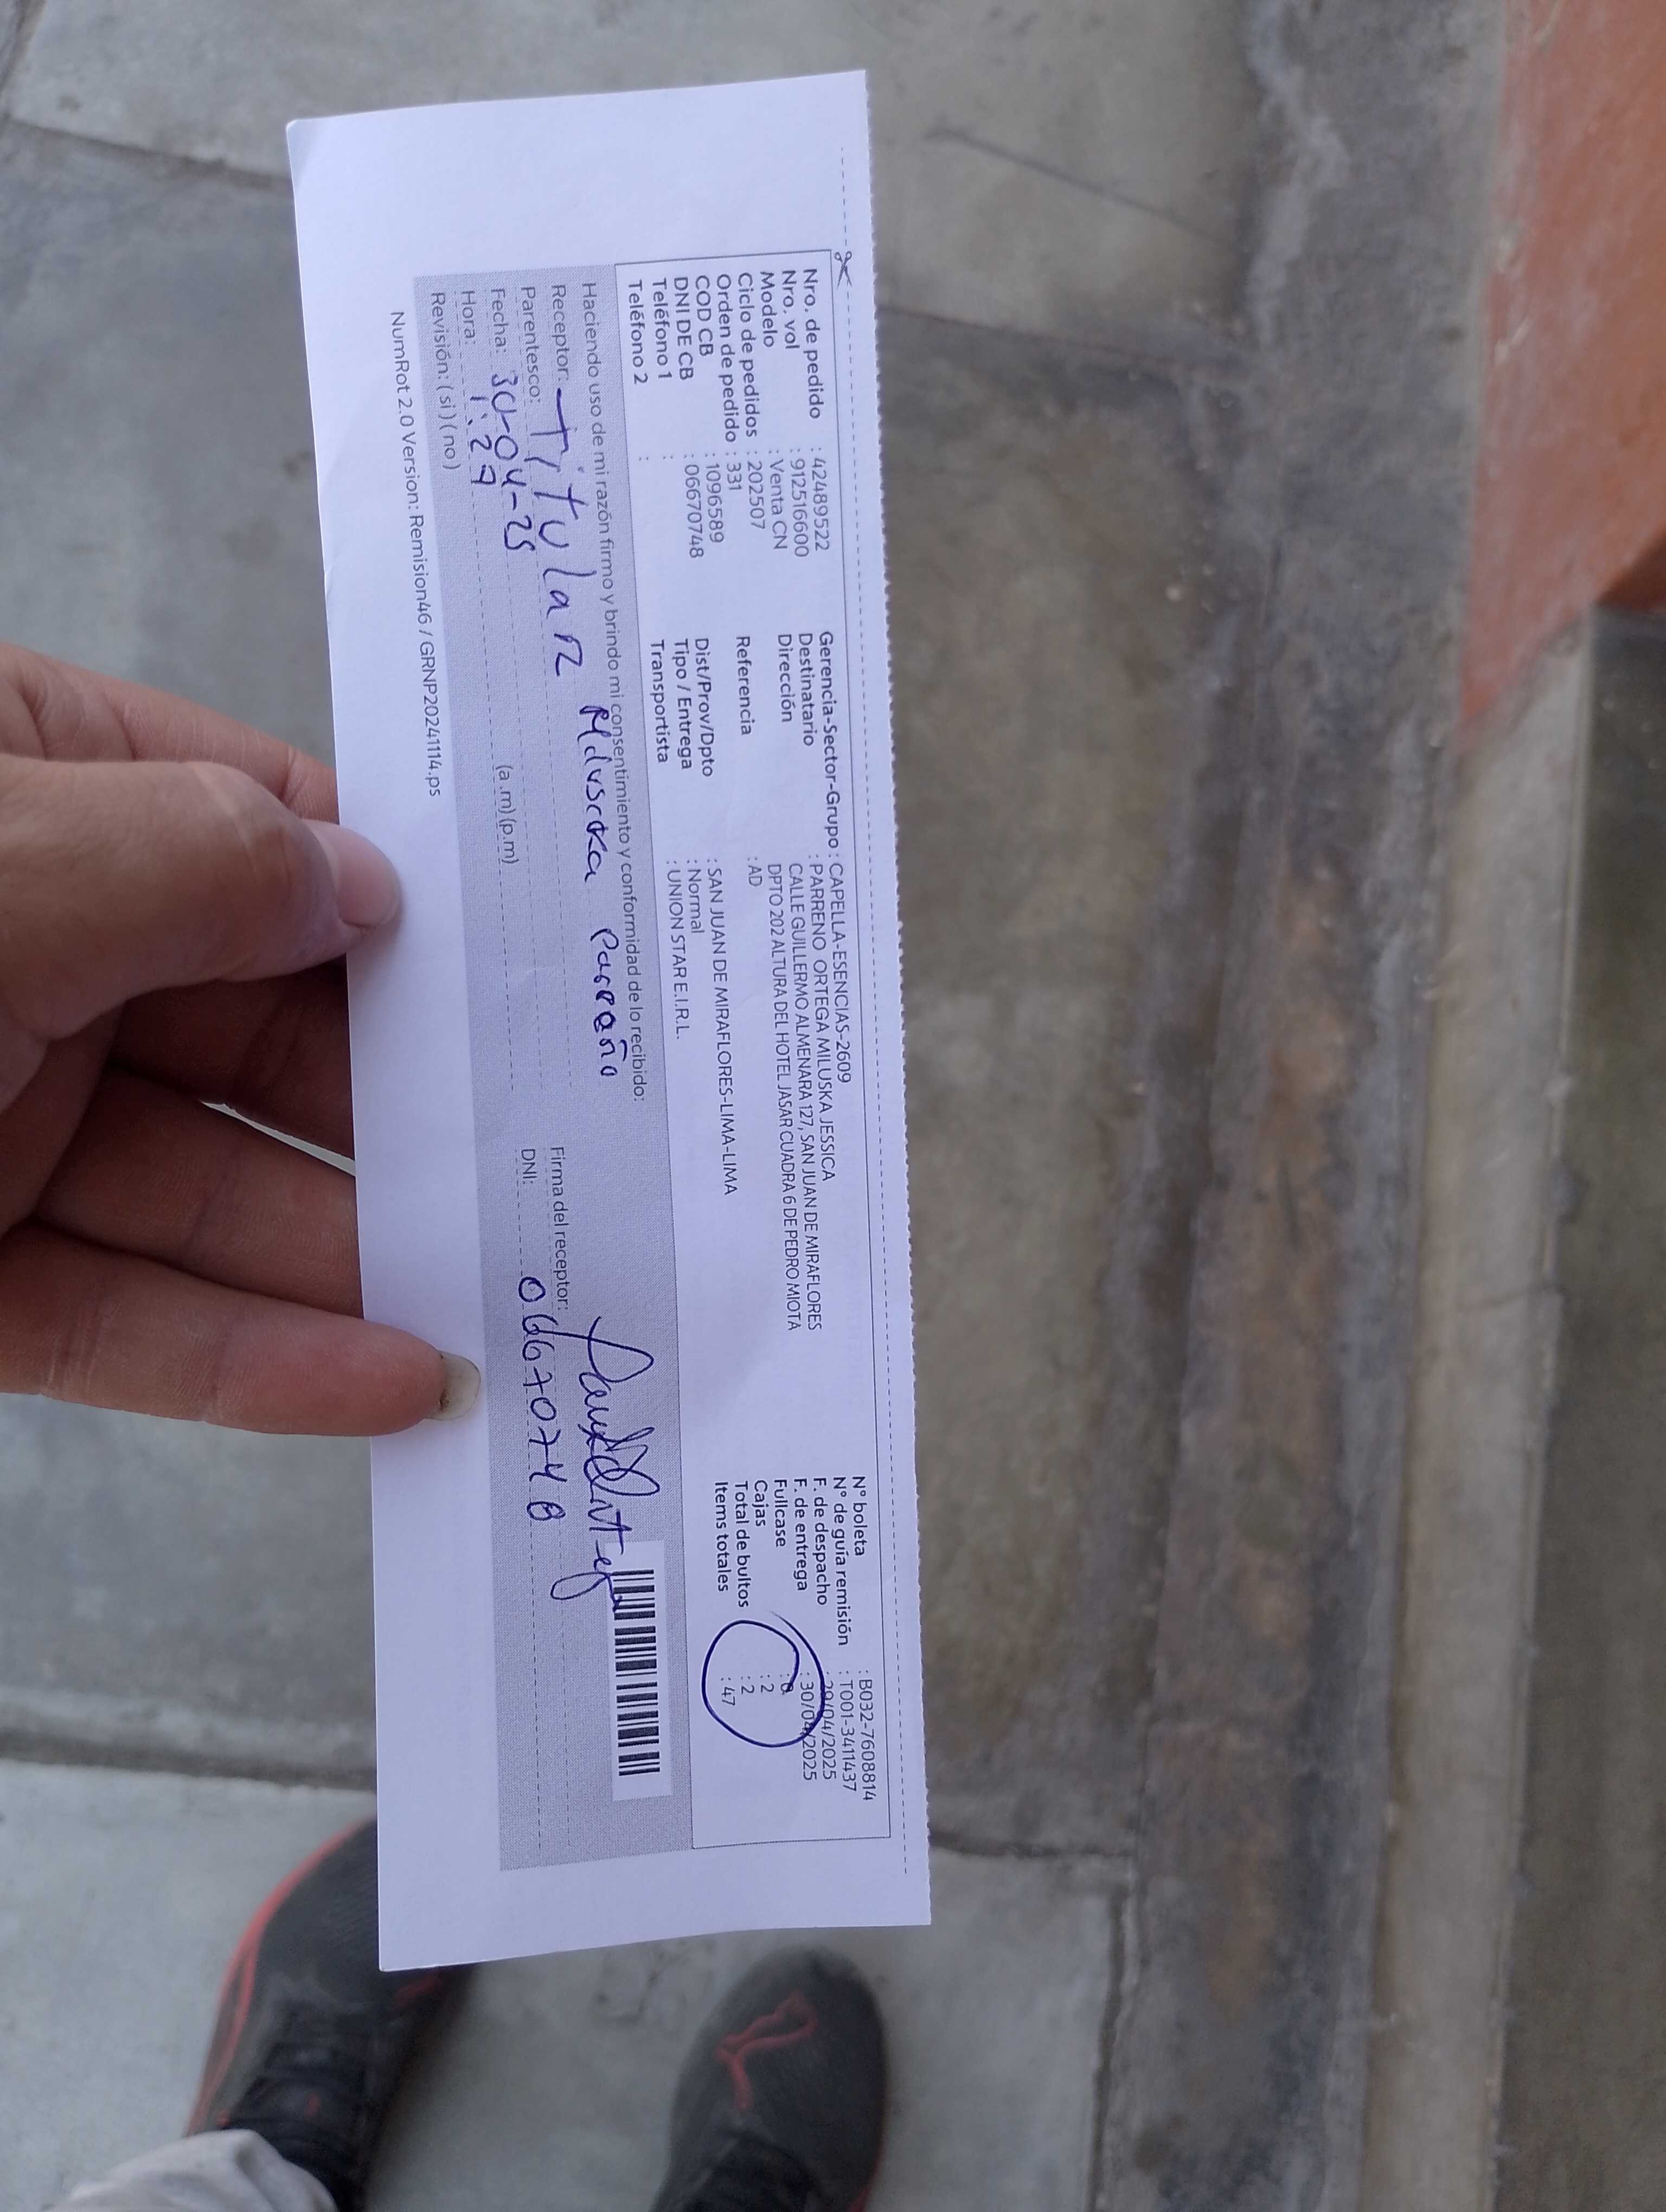 Nro. de pedido : 42489522
Nro. vol : 912516600
Modelo : Venta CN
Ciclo de pedidos : 202507
Orden de pedido : 331
COD CB : 1096589
DNI DE CB : 06670748
Teléfono 1 :
Teléfono 2 :
Gerencia-Sector-Grupo : CAPELLA-ESENCIAS-2609
Destinatario : PARRENO ORTEGA MILUSKA JESSICA
Dirección : CALLE GUILLERMO ALMENARA 127, SAN JUAN DE MIRAFLORES
DPTO 202 ALTURA DEL HOTEL JASAR CUADRA 6 DE PEDRO MIOTA
Referencia : AD
Dist/Prov/Dpto : SAN JUAN DE MIRAFLORES-LIMA-LIMA
Tipo / Entrega : Normal
Transportista : UNION STAR E.I.R.L.
N° boleta : B032-7608814
N° de guía remisión : T001-3411437
F. de despacho : 29/04/2025
F. de entrega : 30/04/2025
Fullcase : 0
Cajas : 2
Total de bultos : 2
Items totales : 47
Haciendo uso de mi razón firmo y brindo mi consentimiento y conformidad de lo recibido:
Receptor: Miluscka Parreño
Parentesco: Titular
Fecha: 30-04-25
Hora: 1:27 (a.m) (p.m)
Revisión: ( si ) ( no )
Firma del receptor:
DNI: 06670748
NumRot 2.0 Version: Remision46 / GRNP20241114.ps